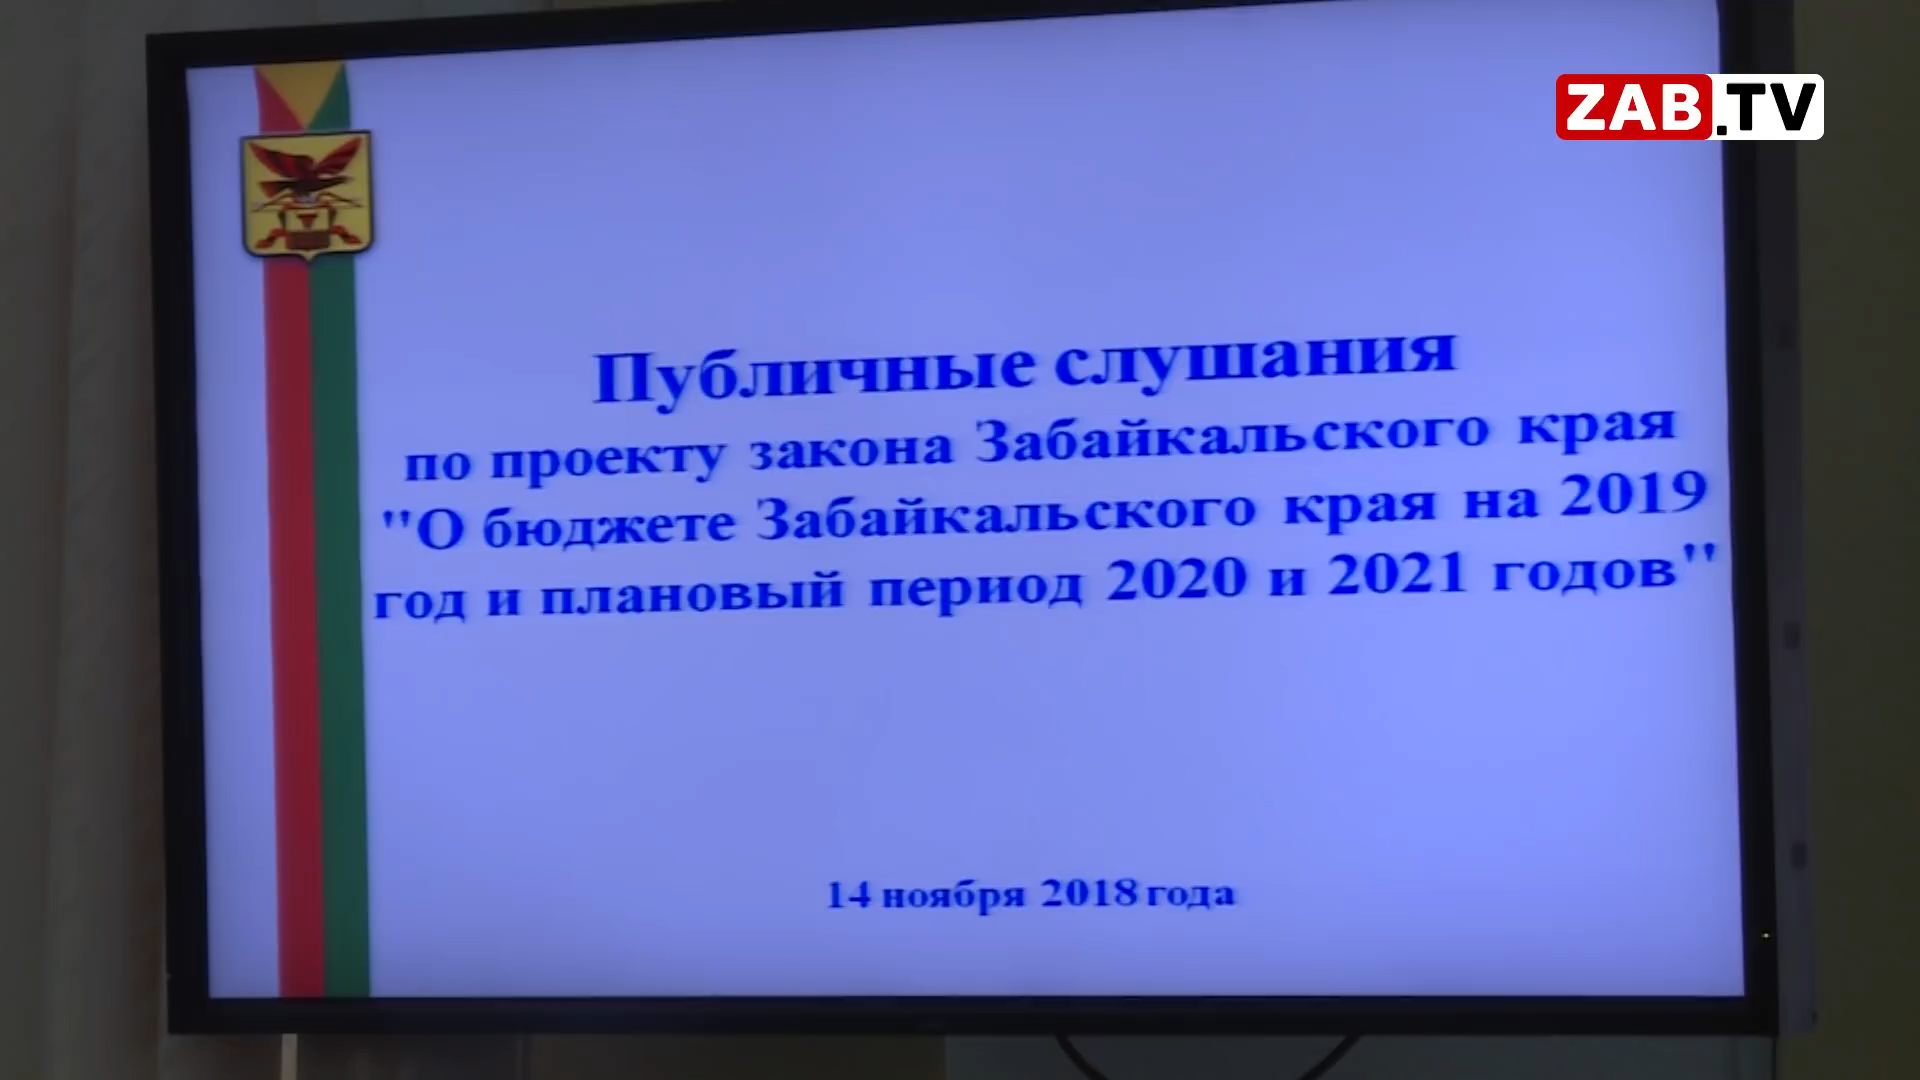 ZAB.TV
Публичные слушания
по проекту закона Забайкальского края
"О бюджете Забайкальского края на 2019
год и плановый период 2020 и 2021 годов"
14 ноября 2018 года